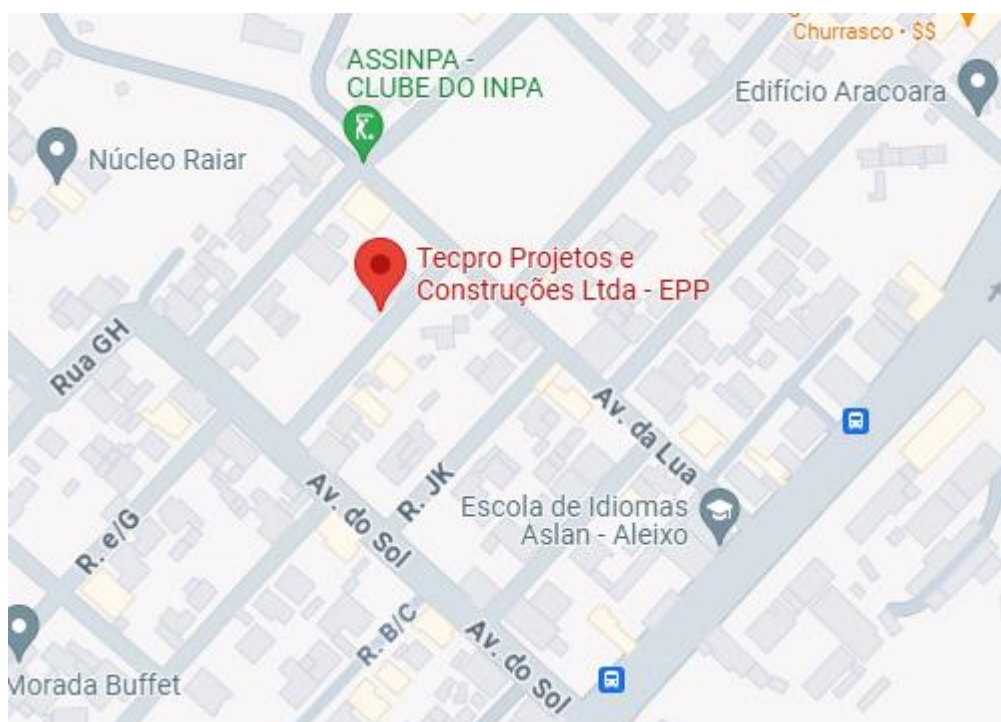 Churrasco • $$
ASSINPA -
CLUBE DO INPA
Edifício Aracoara
Núcleo Raiar
Tecpro Projetos e
Construções Ltda - EPP
Rua GH
Av. da Lua
R. JK
Av. do Sol
Escola de Idiomas
Aslan - Aleixo
R. e/G
R. B/C
Av. do Sol
Morada Buffet